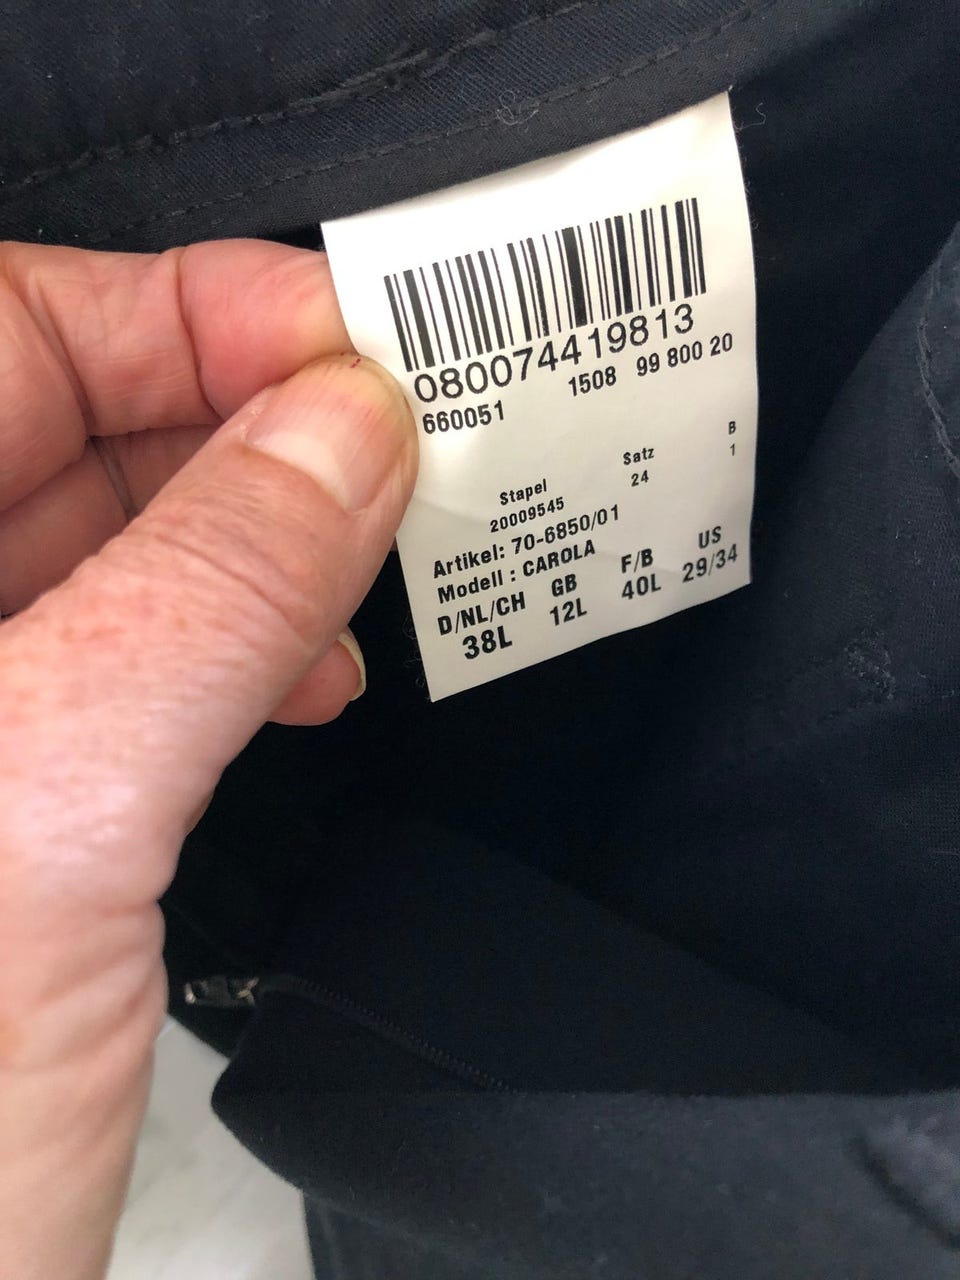 080074419813
660051 1508 99 800 20
Stapel Satz B
20009545 24 1
Artikel: 70-6850/01
Modell : CAROLA
D/NL/CH GB F/B US
38L 12L 40L 29/34